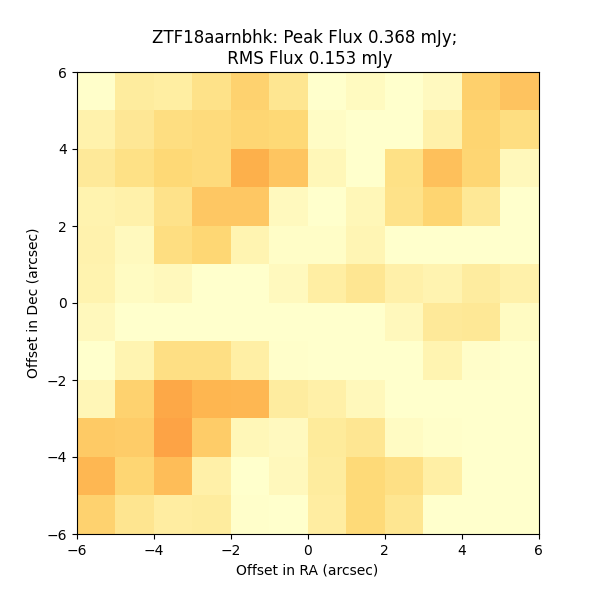 ZTF18aarnbhk: Peak Flux 0.368 mJy;
RMS Flux 0.153 mJy
6
4
2
0
−2
−4
−6
Offset in Dec (arcsec)
−6 −4 −2 0 2 4 6
Offset in RA (arcsec)